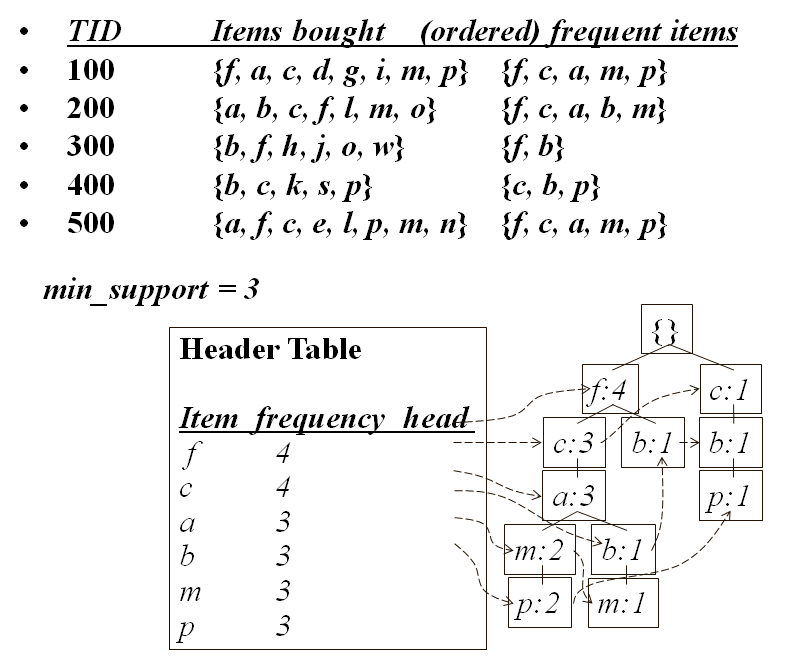 • TID Items bought (ordered) frequent items
• 100 {f, a, c, d, g, i, m, p} {f, c, a, m, p}
• 200 {a, b, c, f, l, m, o} {f, c, a, b, m}
• 300 {b, f, h, j, o, w} {f, b}
• 400 {b, c, k, s, p} {c, b, p}
• 500 {a, f, c, e, l, p, m, n} {f, c, a, m, p}
min_support = 3
Header Table
Item frequency head
f 4
c 4
a 3
b 3
m 3
p 3
{}
f:4 c:1
c:3 b:1 b:1
a:3 p:1
m:2 b:1
p:2 m:1